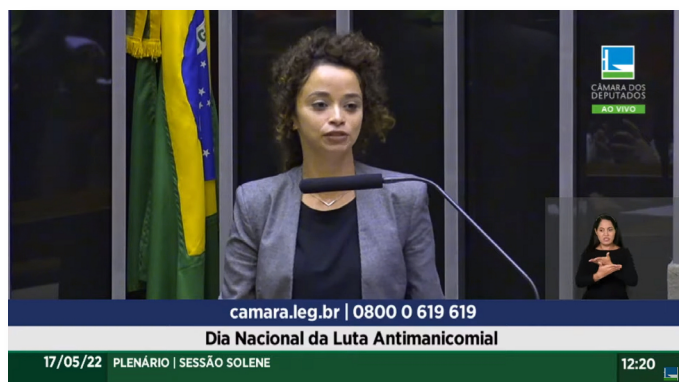 CÂMARA DOS
DEPUTADOS
AO VIVO
camara.leg.br | 0800 0 619 619
Dia Nacional da Luta Antimanicomial
17/05/22 PLENÁRIO | SESSÃO SOLENE 12:20